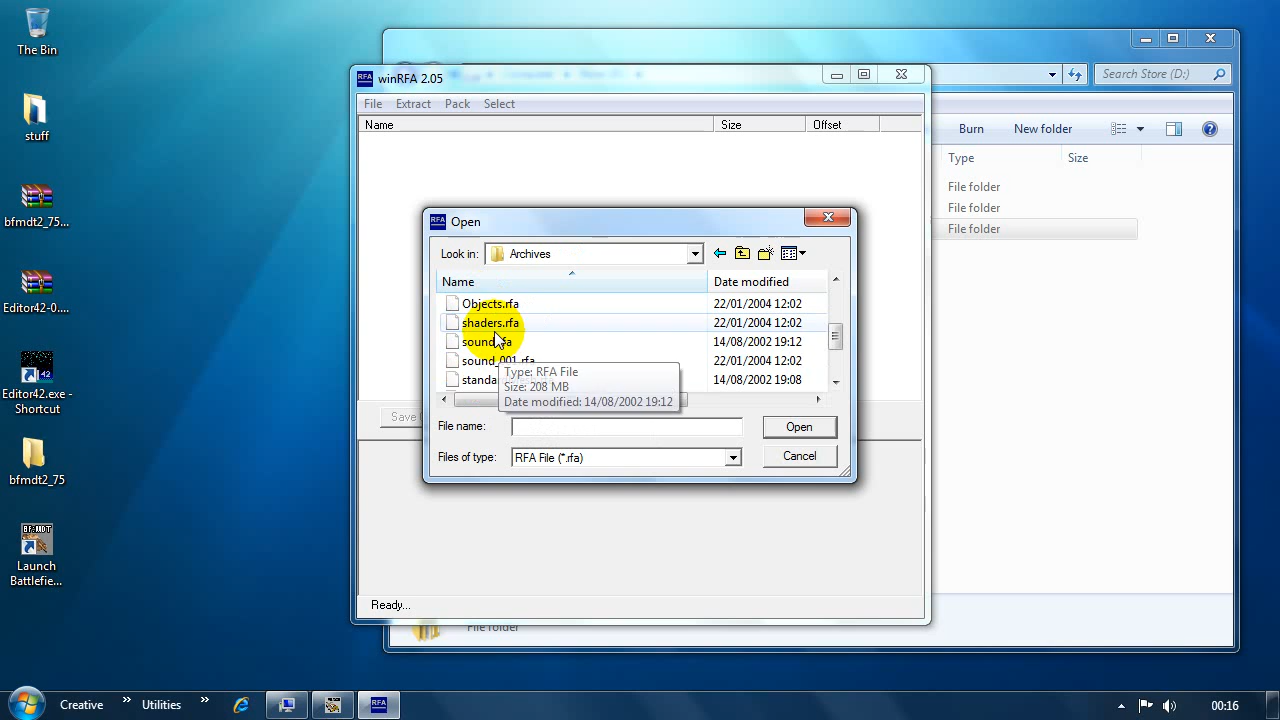 The Bin
stuff
bfmdt2_75...
Editor42-0....
Editor42.exe - Shortcut
bfmdt2_75
BF-MDT
Launch Battlefie...
Search Store (D:)
Burn New folder
Type Size
File folder
File folder
File folder
File folder
RFA winRFA 2.05
File Extract Pack Select
Name Size Offset
Save
Ready...
RFA Open
Look in: Archives
Name Date modified
Objects.rfa 22/01/2004 12:02
shaders.rfa 22/01/2004 12:02
sound.rfa 14/08/2002 19:12
sound_001.rfa 22/01/2004 12:02
standa 14/08/2002 19:08
Type: RFA File
Size: 208 MB
Date modified: 14/08/2002 19:12
File name: Open
Files of type: RFA File (*.rfa) Cancel
Creative » Utilities » RFA 00:16